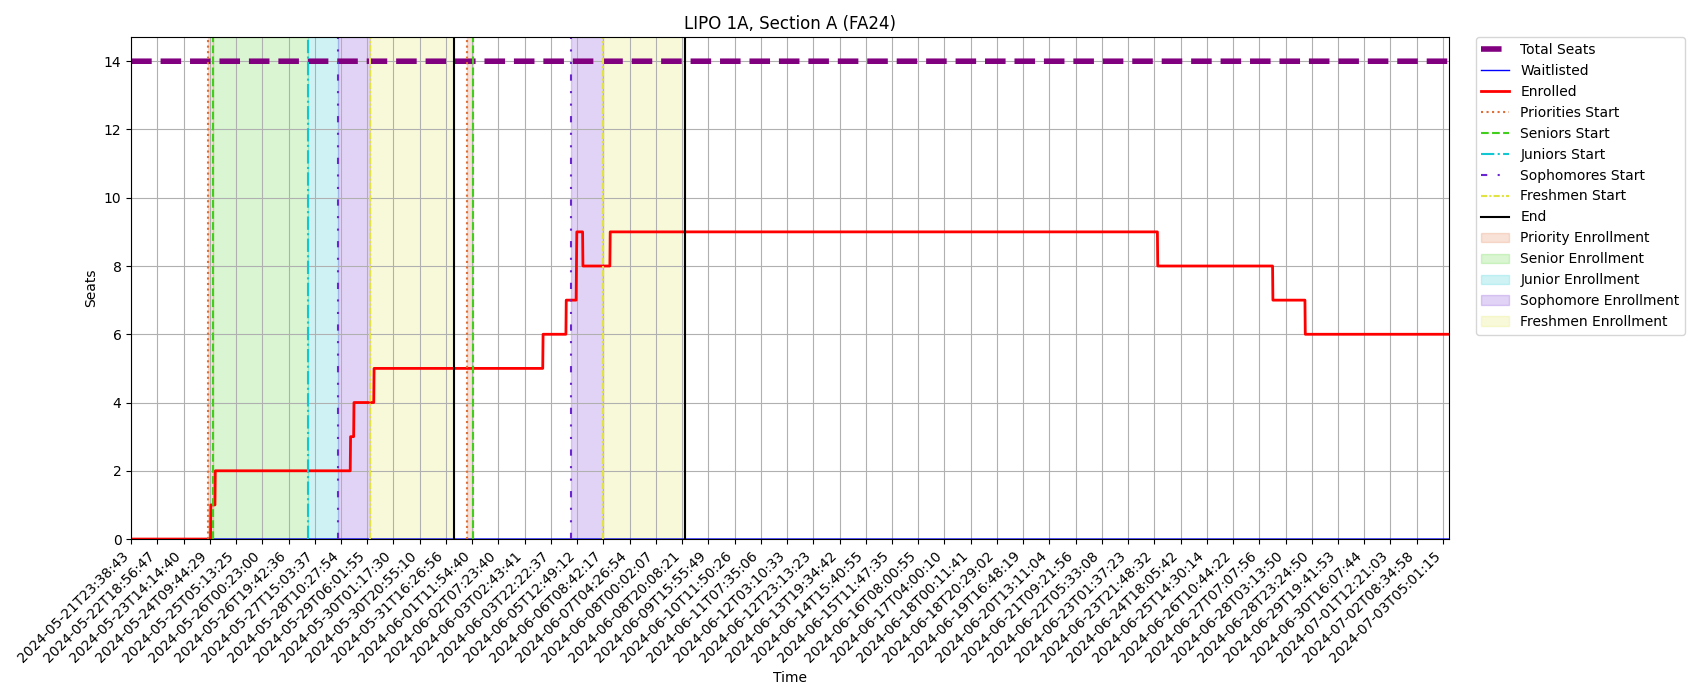 LIPO 1A, Section A (FA24)
Seats
14
12
10
8
6
4
2
0
2024-05-21T23:38:43
2024-05-22T18:56:47
2024-05-23T14:14:40
2024-05-24T09:44:29
2024-05-25T05:13:25
2024-05-26T00:23:00
2024-05-26T19:42:36
2024-05-27T15:03:37
2024-05-28T10:27:54
2024-05-29T06:01:55
2024-05-30T01:17:30
2024-05-30T20:55:10
2024-05-31T16:26:56
2024-06-01T11:54:40
2024-06-02T07:23:40
2024-06-03T02:43:41
2024-06-03T22:22:37
2024-06-05T12:49:12
2024-06-06T08:42:17
2024-06-07T04:26:54
2024-06-08T00:02:07
2024-06-08T20:08:21
2024-06-09T15:55:49
2024-06-10T11:50:26
2024-06-11T07:35:06
2024-06-12T03:10:33
2024-06-12T23:13:23
2024-06-13T19:34:42
2024-06-14T15:40:55
2024-06-15T11:47:35
2024-06-16T08:00:55
2024-06-17T04:00:10
2024-06-18T00:11:41
2024-06-18T20:29:02
2024-06-19T16:48:19
2024-06-20T13:11:04
2024-06-21T09:21:56
2024-06-22T05:33:08
2024-06-23T01:37:23
2024-06-23T21:48:32
2024-06-24T18:05:42
2024-06-25T14:30:14
2024-06-26T10:44:22
2024-06-27T07:07:56
2024-06-28T03:13:50
2024-06-28T23:24:50
2024-06-29T19:41:53
2024-06-30T16:07:44
2024-07-01T12:21:03
2024-07-02T08:34:58
2024-07-03T05:01:15
Time
Total Seats
Waitlisted
Enrolled
Priorities Start
Seniors Start
Juniors Start
Sophomores Start
Freshmen Start
End
Priority Enrollment
Senior Enrollment
Junior Enrollment
Sophomore Enrollment
Freshmen Enrollment